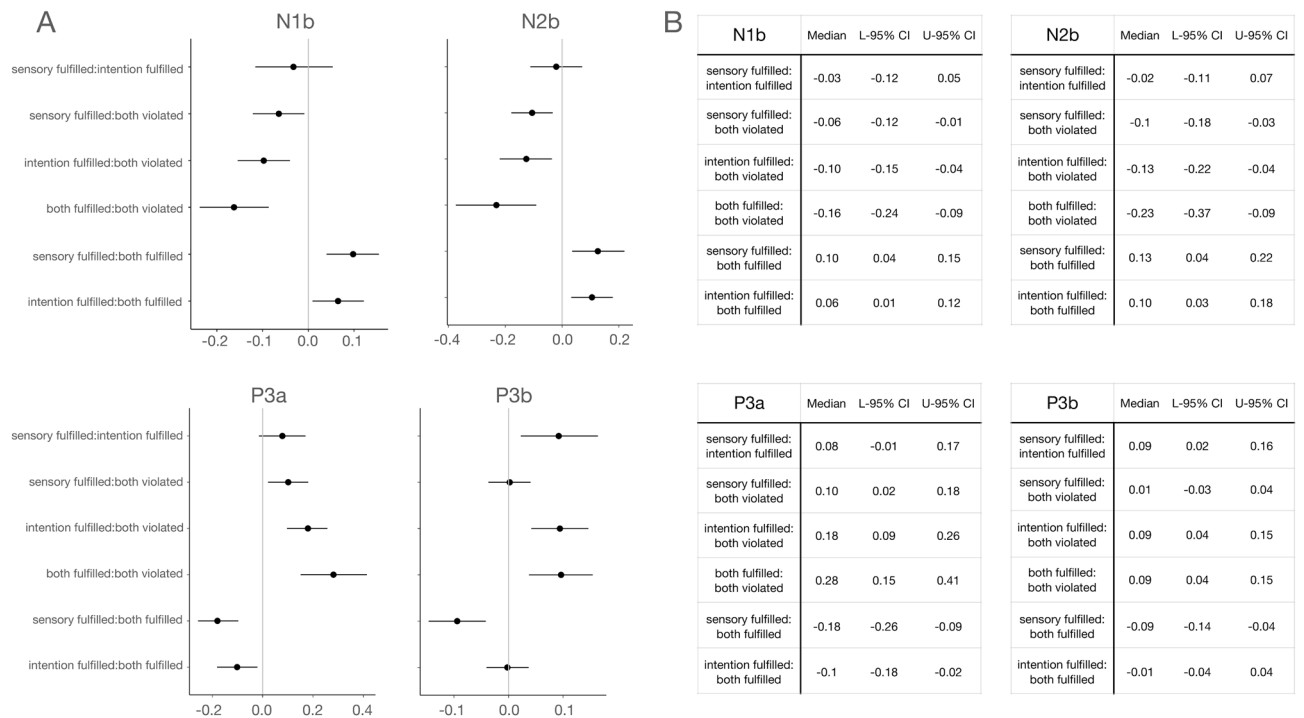 A
N1b
N2b
sensory fulfilled:intention fulfilled
sensory fulfilled:both violated
intention fulfilled:both violated
both fulfilled:both violated
sensory fulfilled:both fulfilled
intention fulfilled:both fulfilled
-0.2 -0.1 0.0 0.1
-0.4 -0.2 0.0 0.2
P3a
P3b
sensory fulfilled:intention fulfilled
sensory fulfilled:both violated
intention fulfilled:both violated
both fulfilled:both violated
sensory fulfilled:both fulfilled
intention fulfilled:both fulfilled
-0.2 0.0 0.2 0.4
-0.1 0.0 0.1
B
N1b Median L-95% CI U-95% CI
sensory fulfilled:
intention fulfilled -0.03 -0.12 0.05
sensory fulfilled:
both violated -0.06 -0.12 -0.01
intention fulfilled:
both violated -0.10 -0.15 -0.04
both fulfilled:
both violated -0.16 -0.24 -0.09
sensory fulfilled:
both fulfilled 0.10 0.04 0.15
intention fulfilled:
both fulfilled 0.06 0.01 0.12
N2b Median L-95% CI U-95% CI
sensory fulfilled:
intention fulfilled -0.02 -0.11 0.07
sensory fulfilled:
both violated -0.1 -0.18 -0.03
intention fulfilled:
both violated -0.13 -0.22 -0.04
both fulfilled:
both violated -0.23 -0.37 -0.09
sensory fulfilled:
both fulfilled 0.13 0.04 0.22
intention fulfilled:
both fulfilled 0.10 0.03 0.18
P3a Median L-95% CI U-95% CI
sensory fulfilled:
intention fulfilled 0.08 -0.01 0.17
sensory fulfilled:
both violated 0.10 0.02 0.18
intention fulfilled:
both violated 0.18 0.09 0.26
both fulfilled:
both violated 0.28 0.15 0.41
sensory fulfilled:
both fulfilled -0.18 -0.26 -0.09
intention fulfilled:
both fulfilled -0.1 -0.18 -0.02
P3b Median L-95% CI U-95% CI
sensory fulfilled:
intention fulfilled 0.09 0.02 0.16
sensory fulfilled:
both violated 0.01 -0.03 0.04
intention fulfilled:
both violated 0.09 0.04 0.15
both fulfilled:
both violated 0.09 0.04 0.15
sensory fulfilled:
both fulfilled -0.09 -0.14 -0.04
intention fulfilled:
both fulfilled -0.01 -0.04 0.04